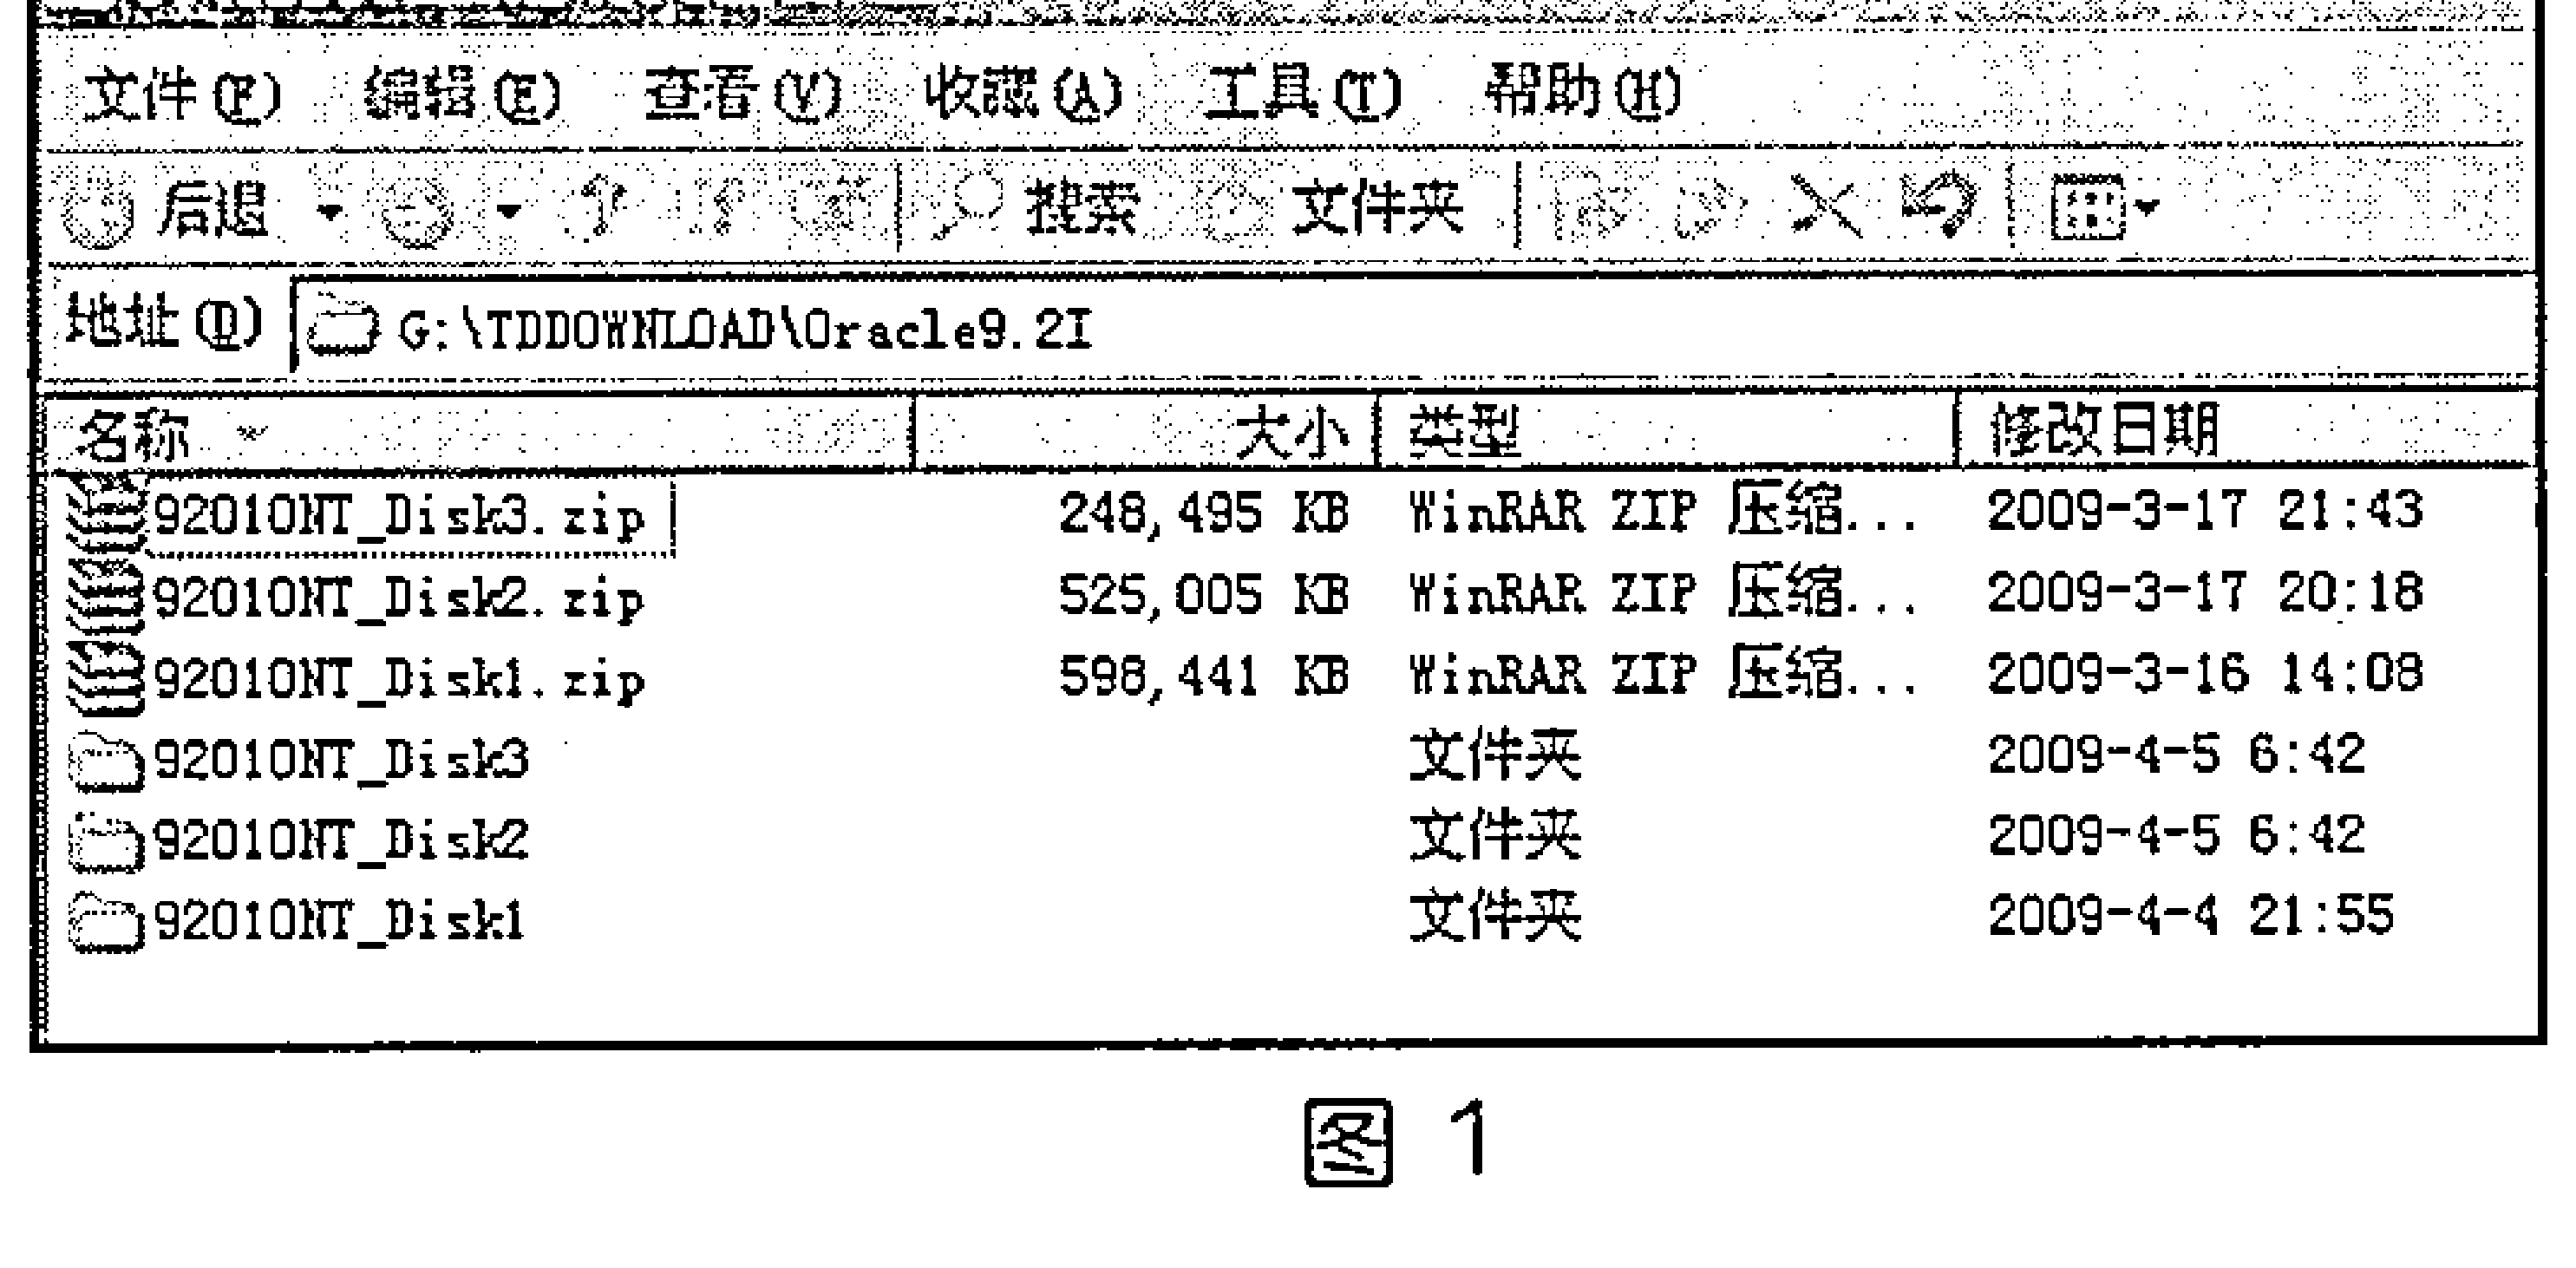 文件(F) 编辑(E) 查看(V) 收藏(A) 工具(T) 帮助(H)
后退 搜索 文件夹
地址(D) G:\TDDOWNLOAD\Oracle9.2I
名称 大小 类型 修改日期
92010NT_Disk3.zip 248,495 KB WinRAR ZIP 压缩... 2009-3-17 21:43
92010NT_Disk2.zip 525,005 KB WinRAR ZIP 压缩... 2009-3-17 20:18
92010NT_Disk1.zip 598,441 KB WinRAR ZIP 压缩... 2009-3-16 14:08
92010NT_Disk3 文件夹 2009-4-5 6:42
92010NT_Disk2 文件夹 2009-4-5 6:42
92010NT_Disk1 文件夹 2009-4-4 21:55
图 1